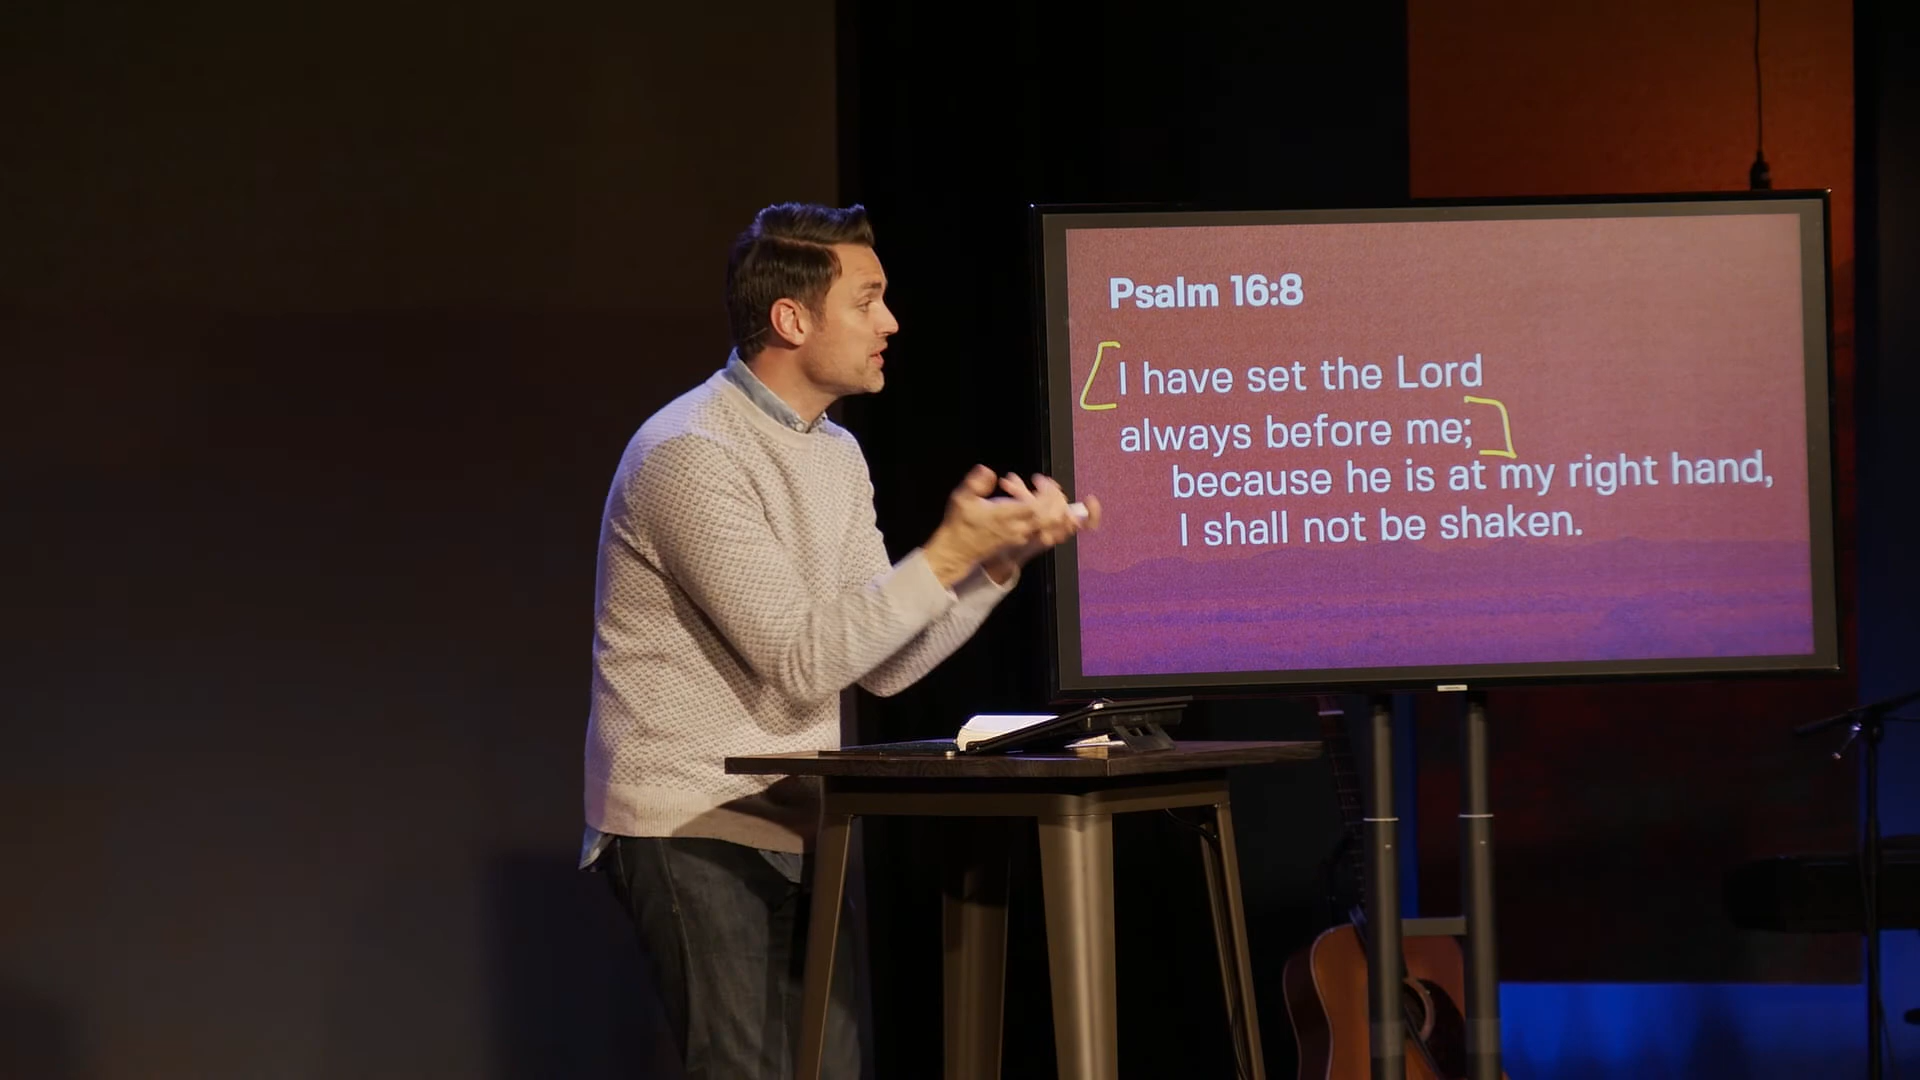 Psalm 16:8
I have set the Lord
always before me;
because he is at my right hand,
I shall not be shaken.